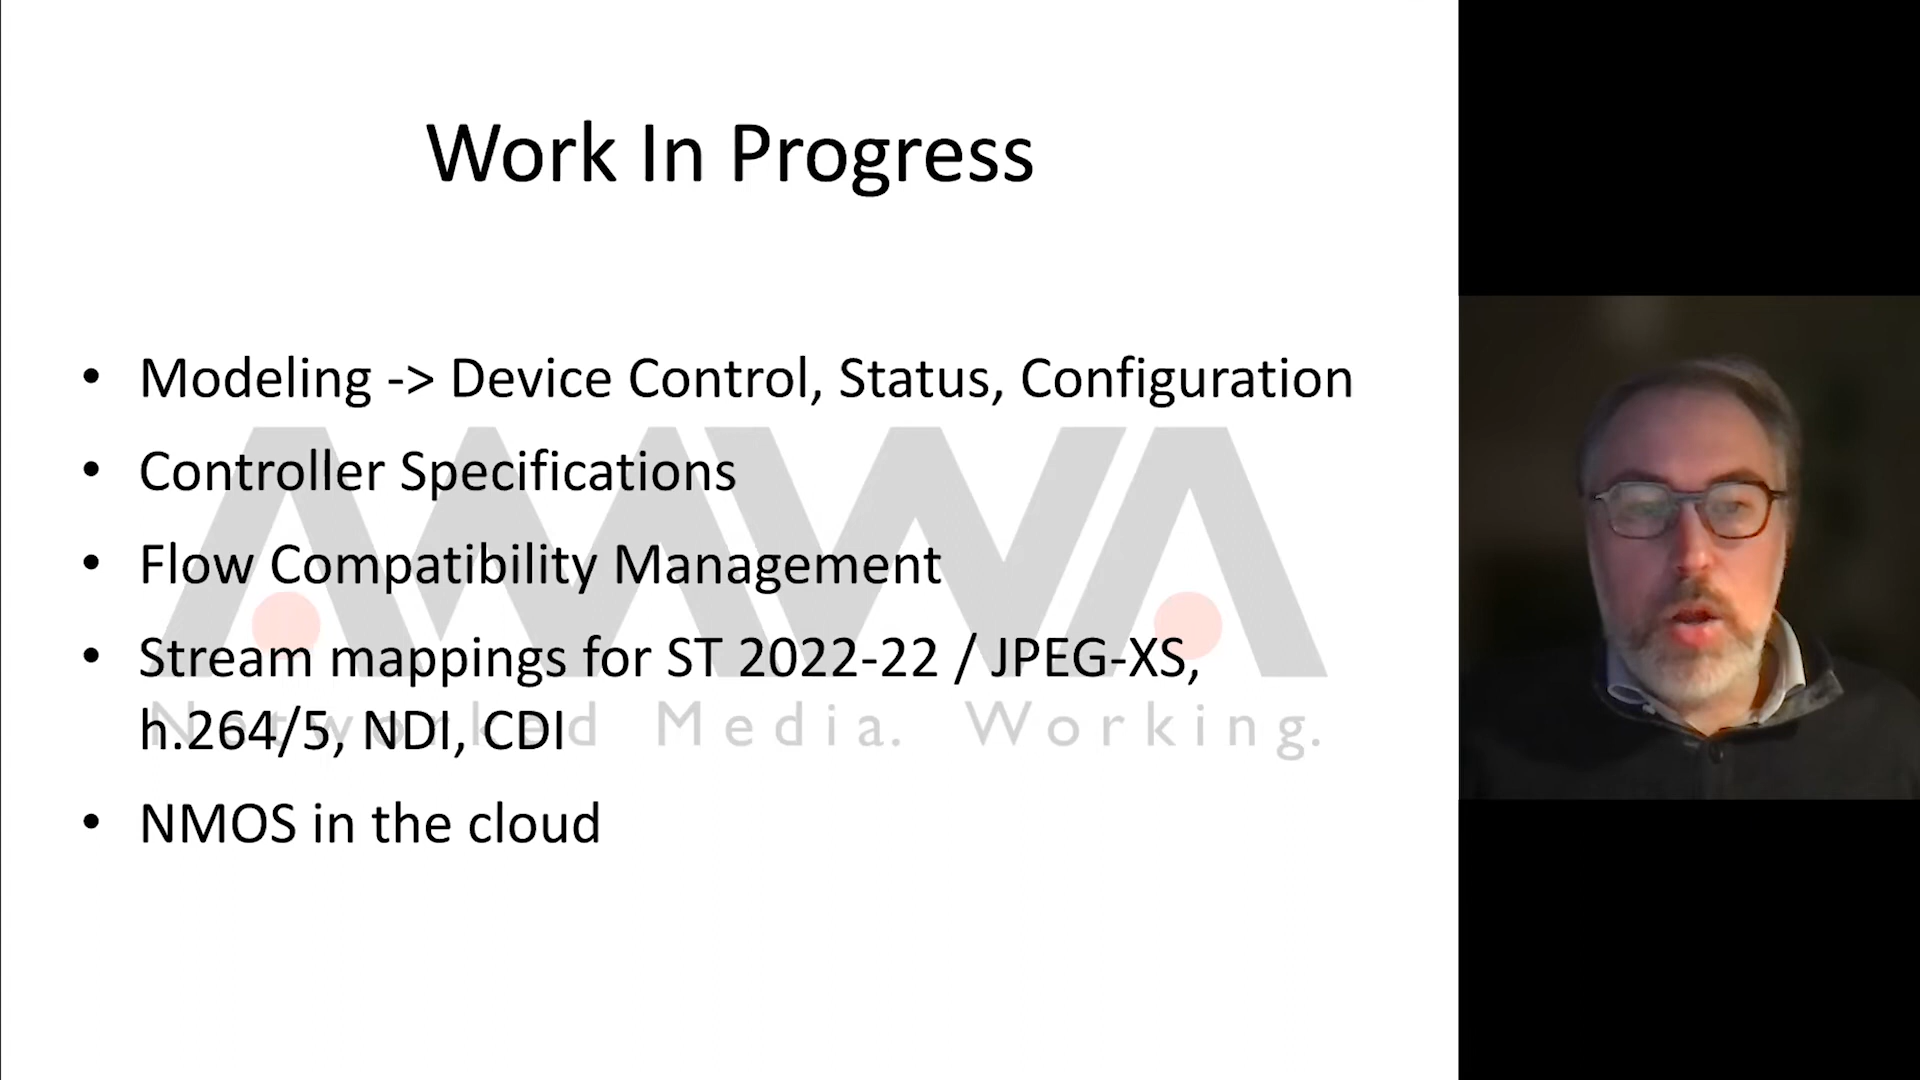 Work In Progress
• Modeling -> Device Control, Status, Configuration
• Controller Specifications
• Flow Compatibility Management
• Stream mappings for ST 2022-22 / JPEG-XS,
h.264/5, NDI, CDI
• NMOS in the cloud
AMWA
Networked Media. Working.